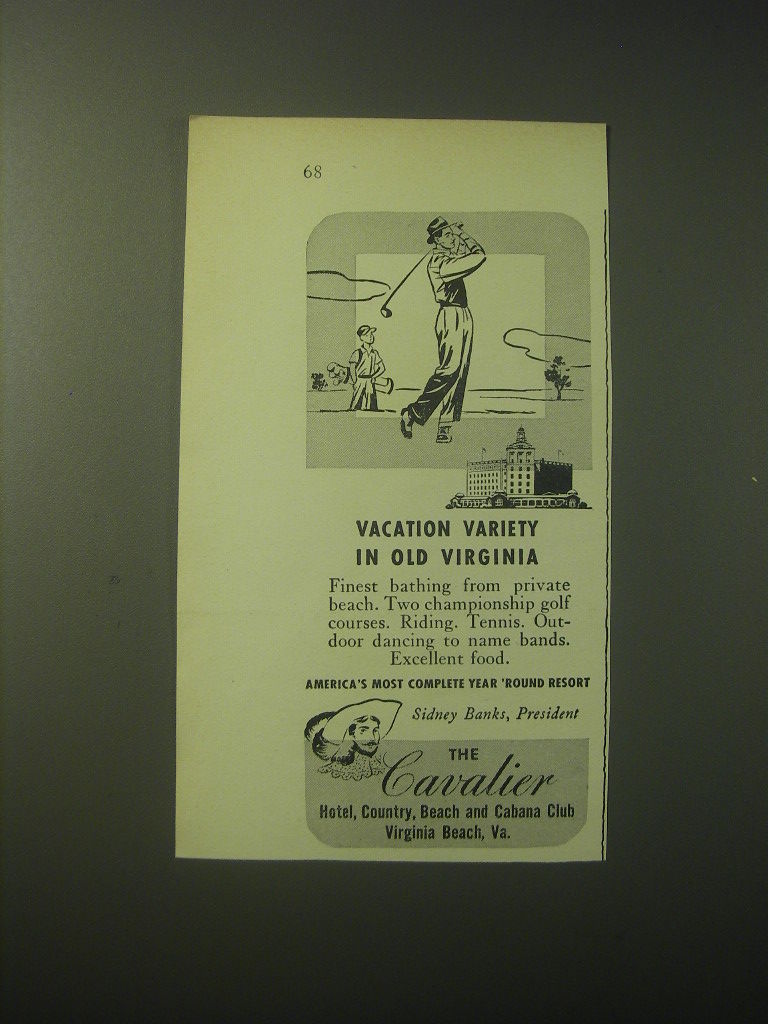 68
VACATION VARIETY
IN OLD VIRGINIA
Finest bathing from private
beach. Two championship golf
courses. Riding. Tennis. Out-
door dancing to name bands.
Excellent food.
AMERICA'S MOST COMPLETE YEAR 'ROUND RESORT
Sidney Banks, President
THE
Cavalier
Hotel, Country, Beach and Cabana Club
Virginia Beach, Va.